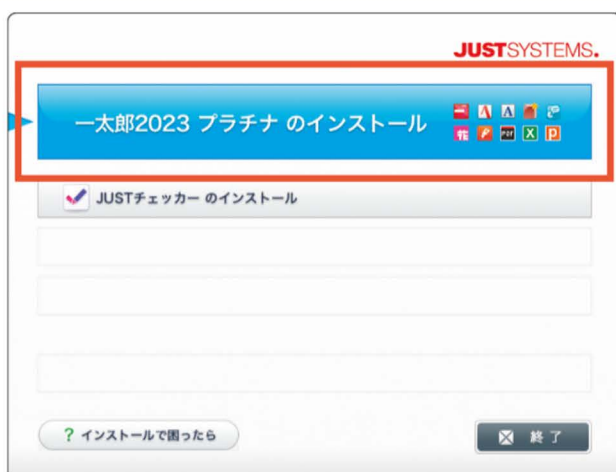 JUSTSYSTEMS.
一太郎2023 プラチナ のインストール
JUSTチェッカー のインストール
? インストールで困ったら
終了